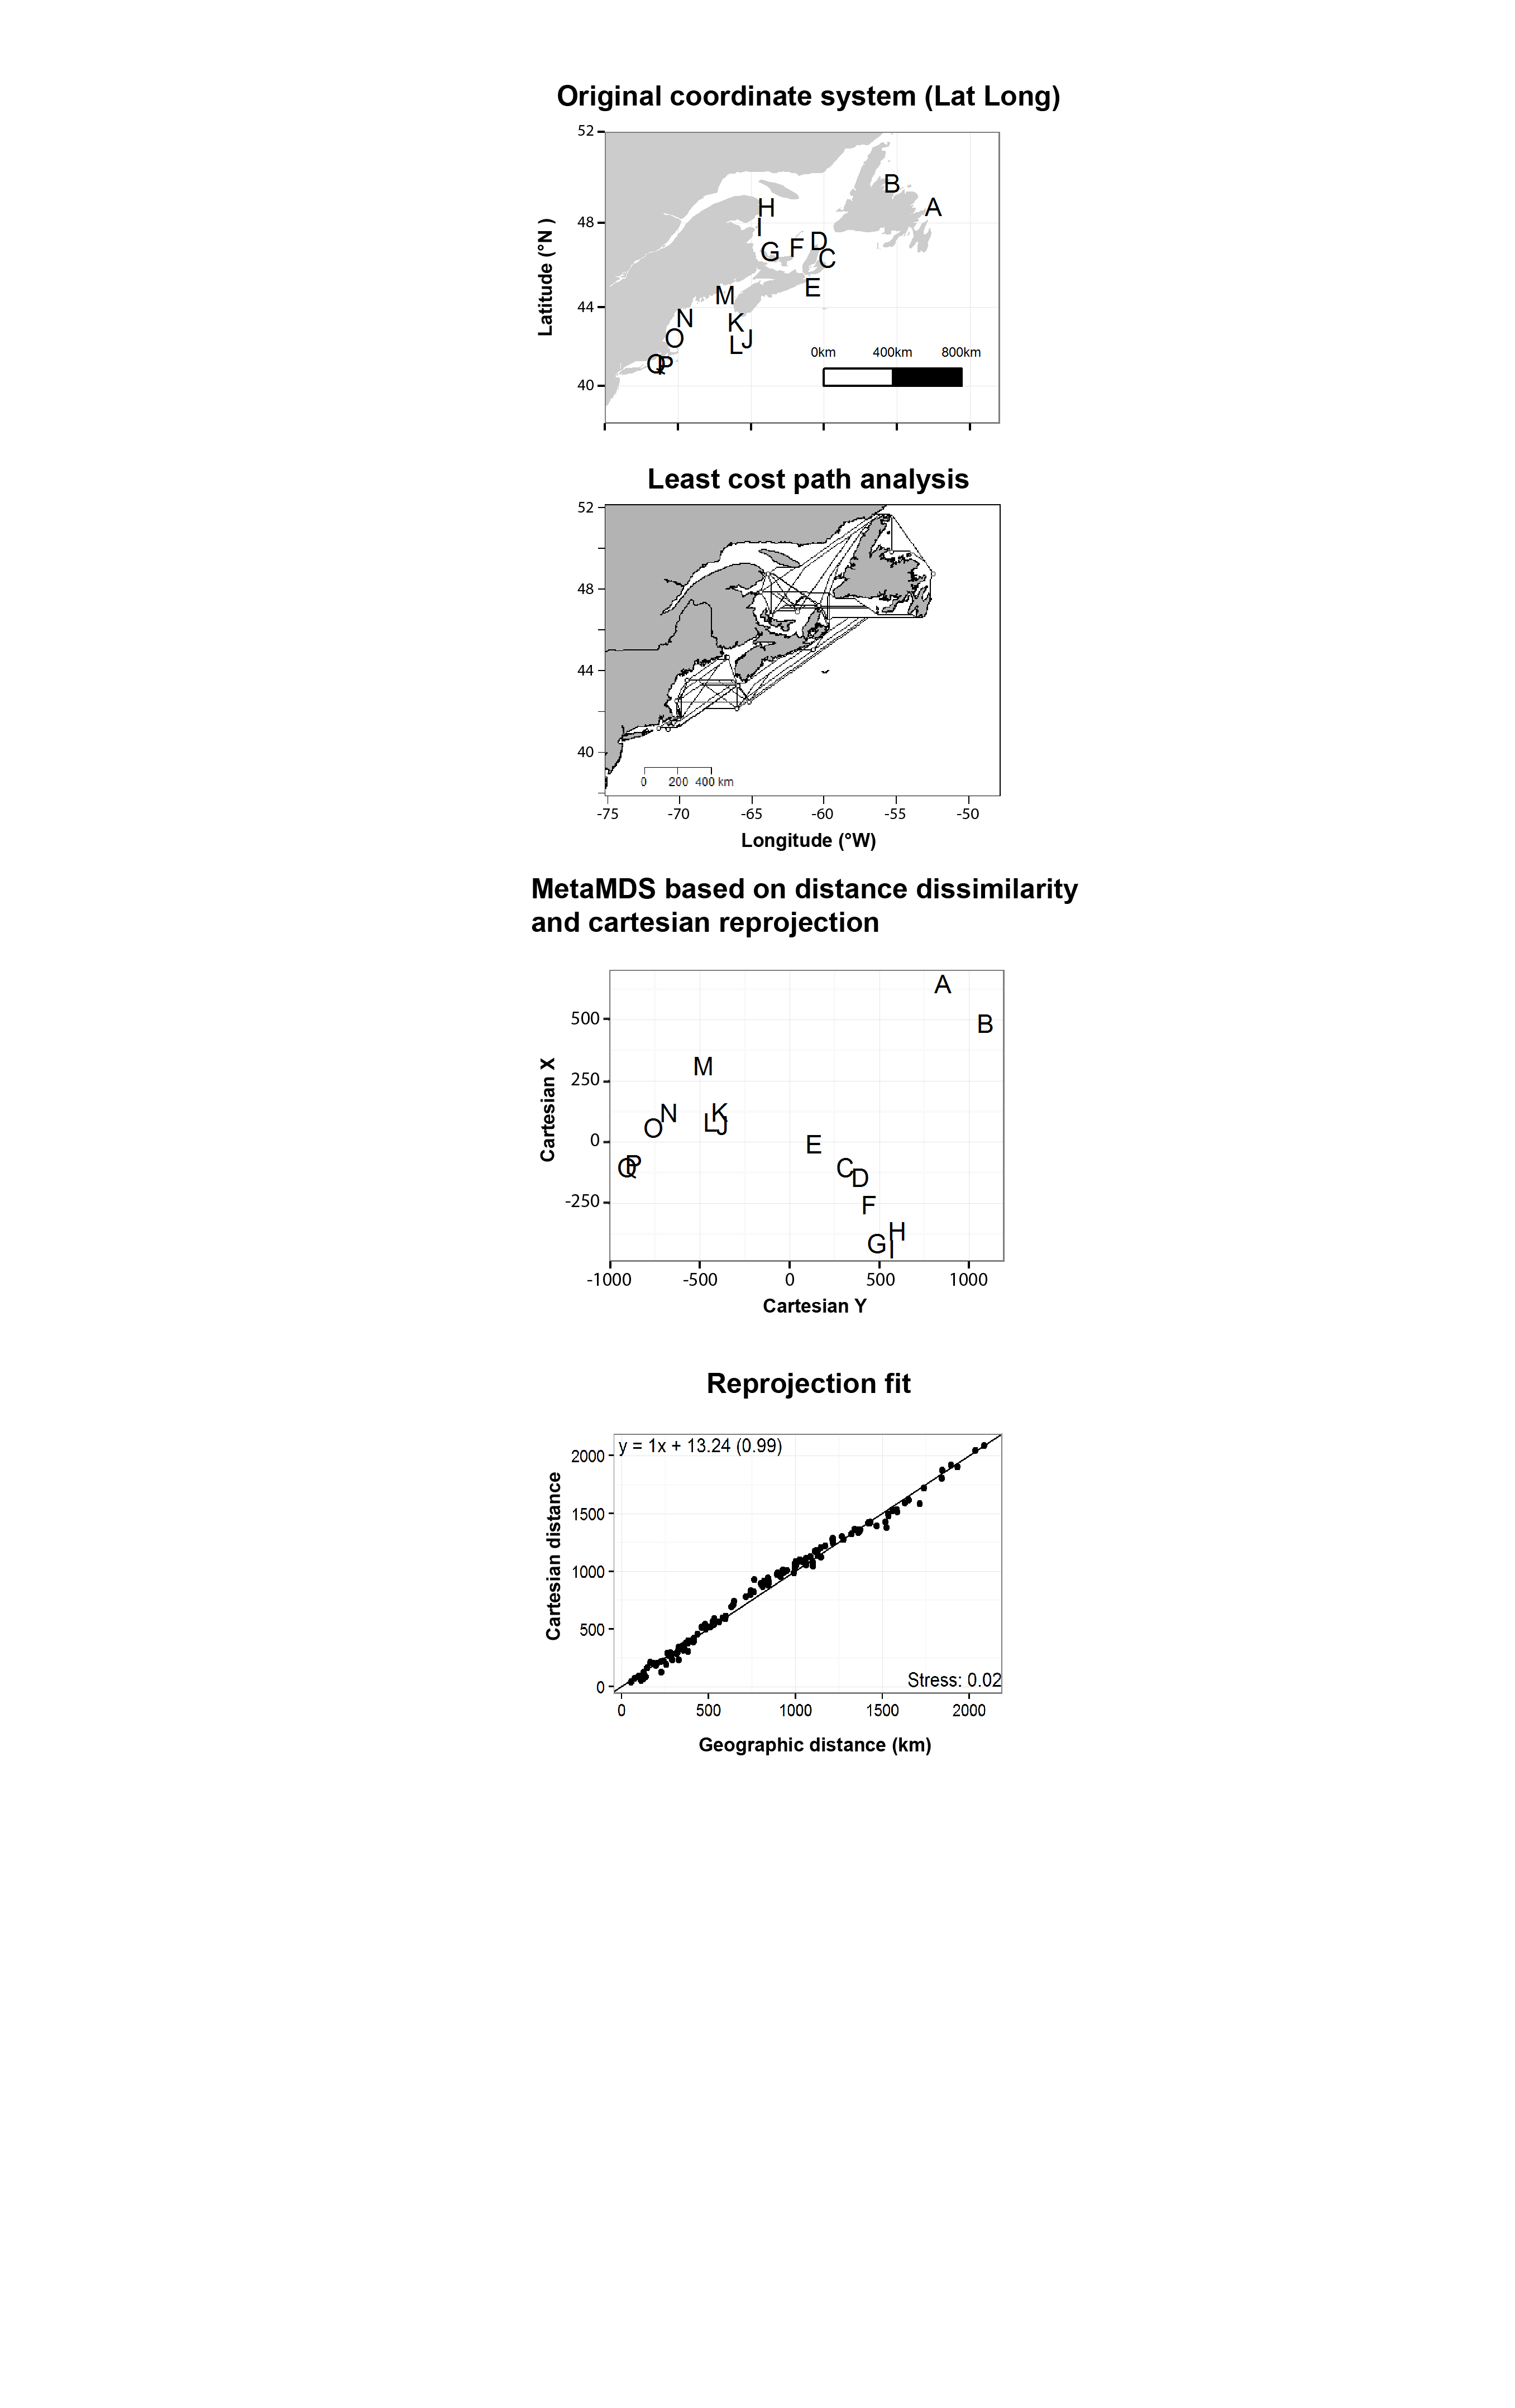 Original coordinate system (Lat Long)
52
48
44
40
Latitude (°N )
B
A
H
I
G
F
D
C
E
M
N
K
O
J
L
Q
P
0km 400km 800km
Least cost path analysis
52
48
44
40
0 200 400 km
-75 -70 -65 -60 -55 -50
Longitude (°W)
MetaMDS based on distance dissimilarity
and cartesian reprojection
Cartesian X
500
250
0
-250
A
B
M
N
K
O
L
J
E
Q
P
C
D
F
H
G
I
-1000 -500 0 500 1000
Cartesian Y
Reprojection fit
y = 1x + 13.24 (0.99)
Cartesian distance
2000
1500
1000
500
0
Stress: 0.02
0 500 1000 1500 2000
Geographic distance (km)